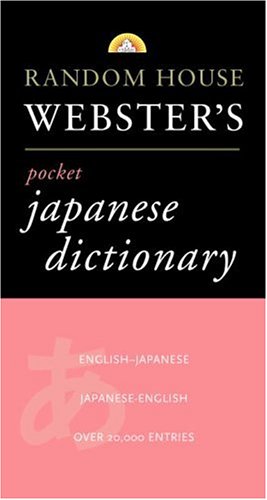 RANDOM HOUSE
WEBSTER'S
pocket
japanese
dictionary
あ
ENGLISH–JAPANESE
JAPANESE-ENGLISH
OVER 20,000 ENTRIES